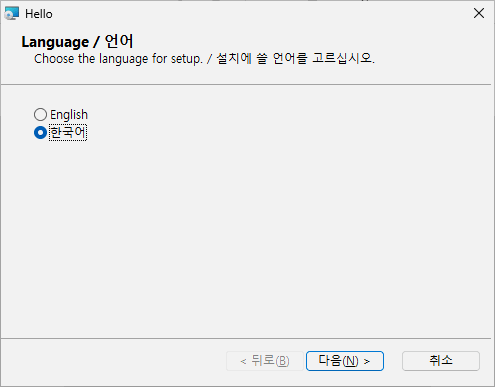 Hello
Language / 언어
Choose the language for setup. / 설치에 쓸 언어를 고르십시오.
English
한국어
< 뒤로(B)
다음(N) >
취소